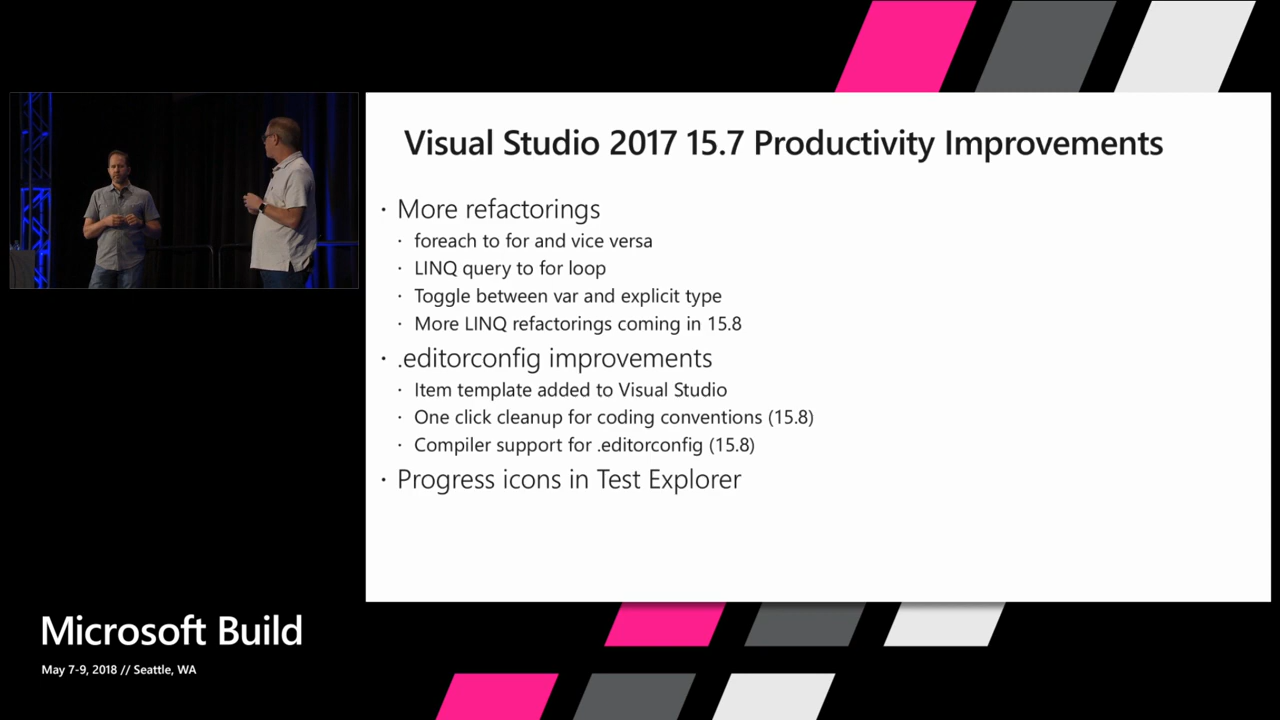 Visual Studio 2017 15.7 Productivity Improvements
· More refactorings
· foreach to for and vice versa
· LINQ query to for loop
· Toggle between var and explicit type
· More LINQ refactorings coming in 15.8
· .editorconfig improvements
· Item template added to Visual Studio
· One click cleanup for coding conventions (15.8)
· Compiler support for .editorconfig (15.8)
· Progress icons in Test Explorer
Microsoft Build
May 7-9, 2018 // Seattle, WA